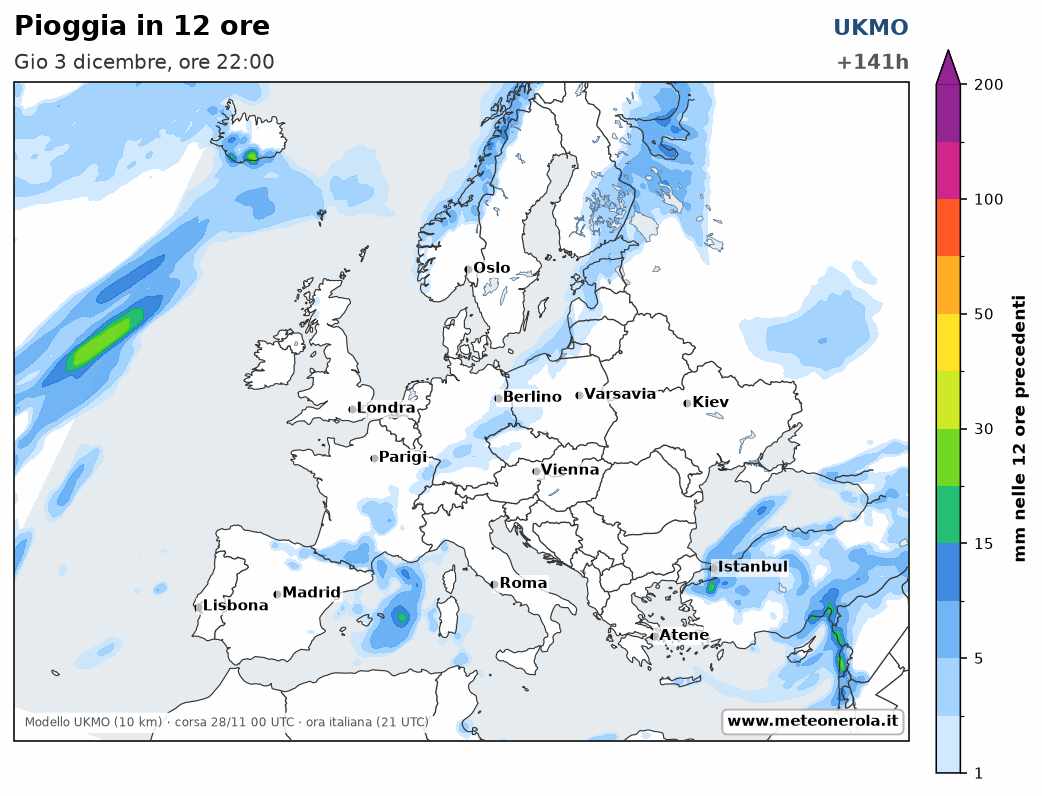 Pioggia in 12 ore
UKMO
Gio 3 dicembre, ore 22:00
+141h
200
100
50
30
15
5
1
mm nelle 12 ore precedenti
Oslo
Berlino
Varsavia
Londra
Kiev
Parigi
Vienna
Istanbul
Roma
Madrid
Lisbona
Atene
Modello UKMO (10 km) · corsa 28/11 00 UTC · ora italiana (21 UTC)
www.meteonerola.it